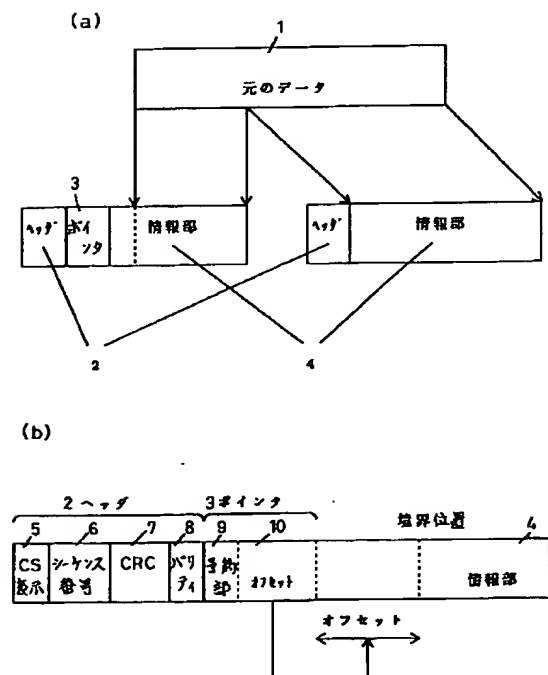 (a)
1
元のデータ
3
ヘッダ
ポイ
ンタ
情報部
ヘッダ
情報部
2
4
(b)
2ヘッダ
3ポインタ
5
6
7
8
9
10
境界位置
4
CS
表示
シーケンス
番号
CRC
パリ
ティ
予約
部
オフセット
情報部
オフセット